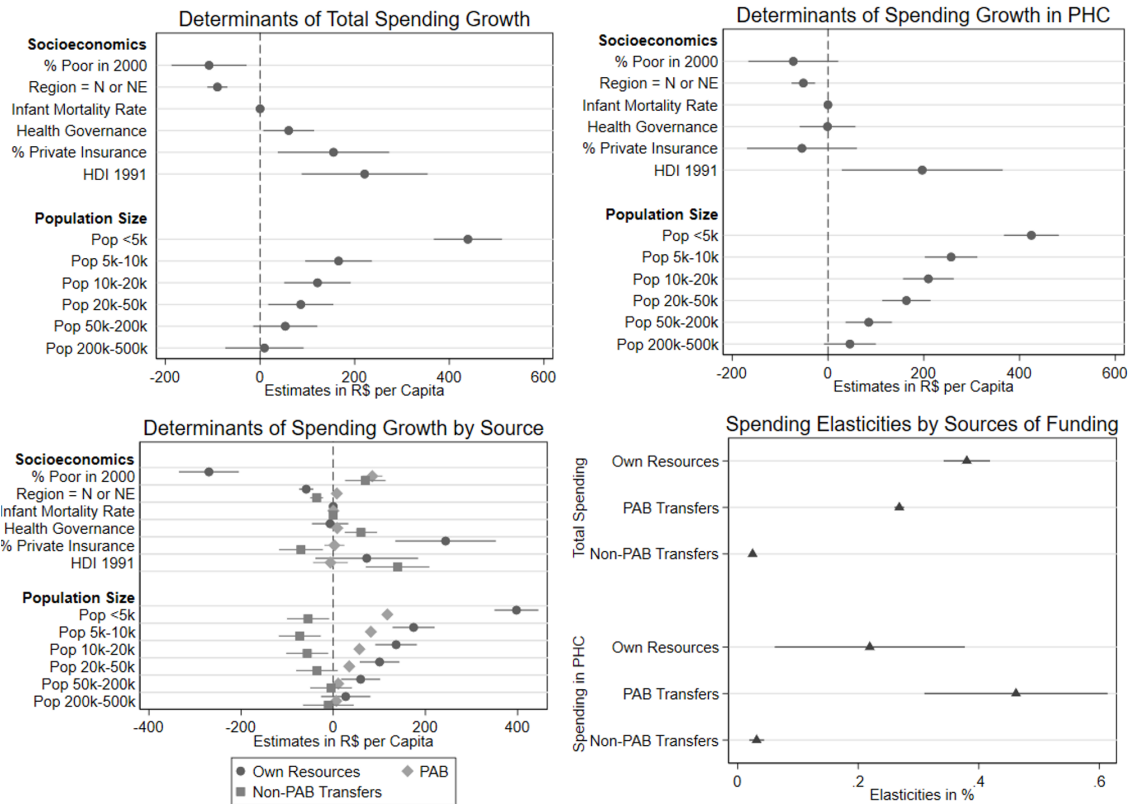 Determinants of Total Spending Growth
Socioeconomics
% Poor in 2000
Region = N or NE
Infant Mortality Rate
Health Governance
% Private Insurance
HDI 1991
Population Size
Pop <5k
Pop 5k-10k
Pop 10k-20k
Pop 20k-50k
Pop 50k-200k
Pop 200k-500k
-200 0 200 400 600
Estimates in R$ per Capita
Determinants of Spending Growth in PHC
Socioeconomics
% Poor in 2000
Region = N or NE
Infant Mortality Rate
Health Governance
% Private Insurance
HDI 1991
Population Size
Pop <5k
Pop 5k-10k
Pop 10k-20k
Pop 20k-50k
Pop 50k-200k
Pop 200k-500k
-200 0 200 400 600
Estimates in R$ per Capita
Determinants of Spending Growth by Source
Socioeconomics
% Poor in 2000
Region = N or NE
Infant Mortality Rate
Health Governance
% Private Insurance
HDI 1991
Population Size
Pop <5k
Pop 5k-10k
Pop 10k-20k
Pop 20k-50k
Pop 50k-200k
Pop 200k-500k
-400 -200 0 200 400
Estimates in R$ per Capita
Own Resources PAB
Non-PAB Transfers
Spending Elasticities by Sources of Funding
Total Spending
Own Resources
PAB Transfers
Non-PAB Transfers
Spending in PHC
Own Resources
PAB Transfers
Non-PAB Transfers
0 .2 .4 .6
Elasticities in %